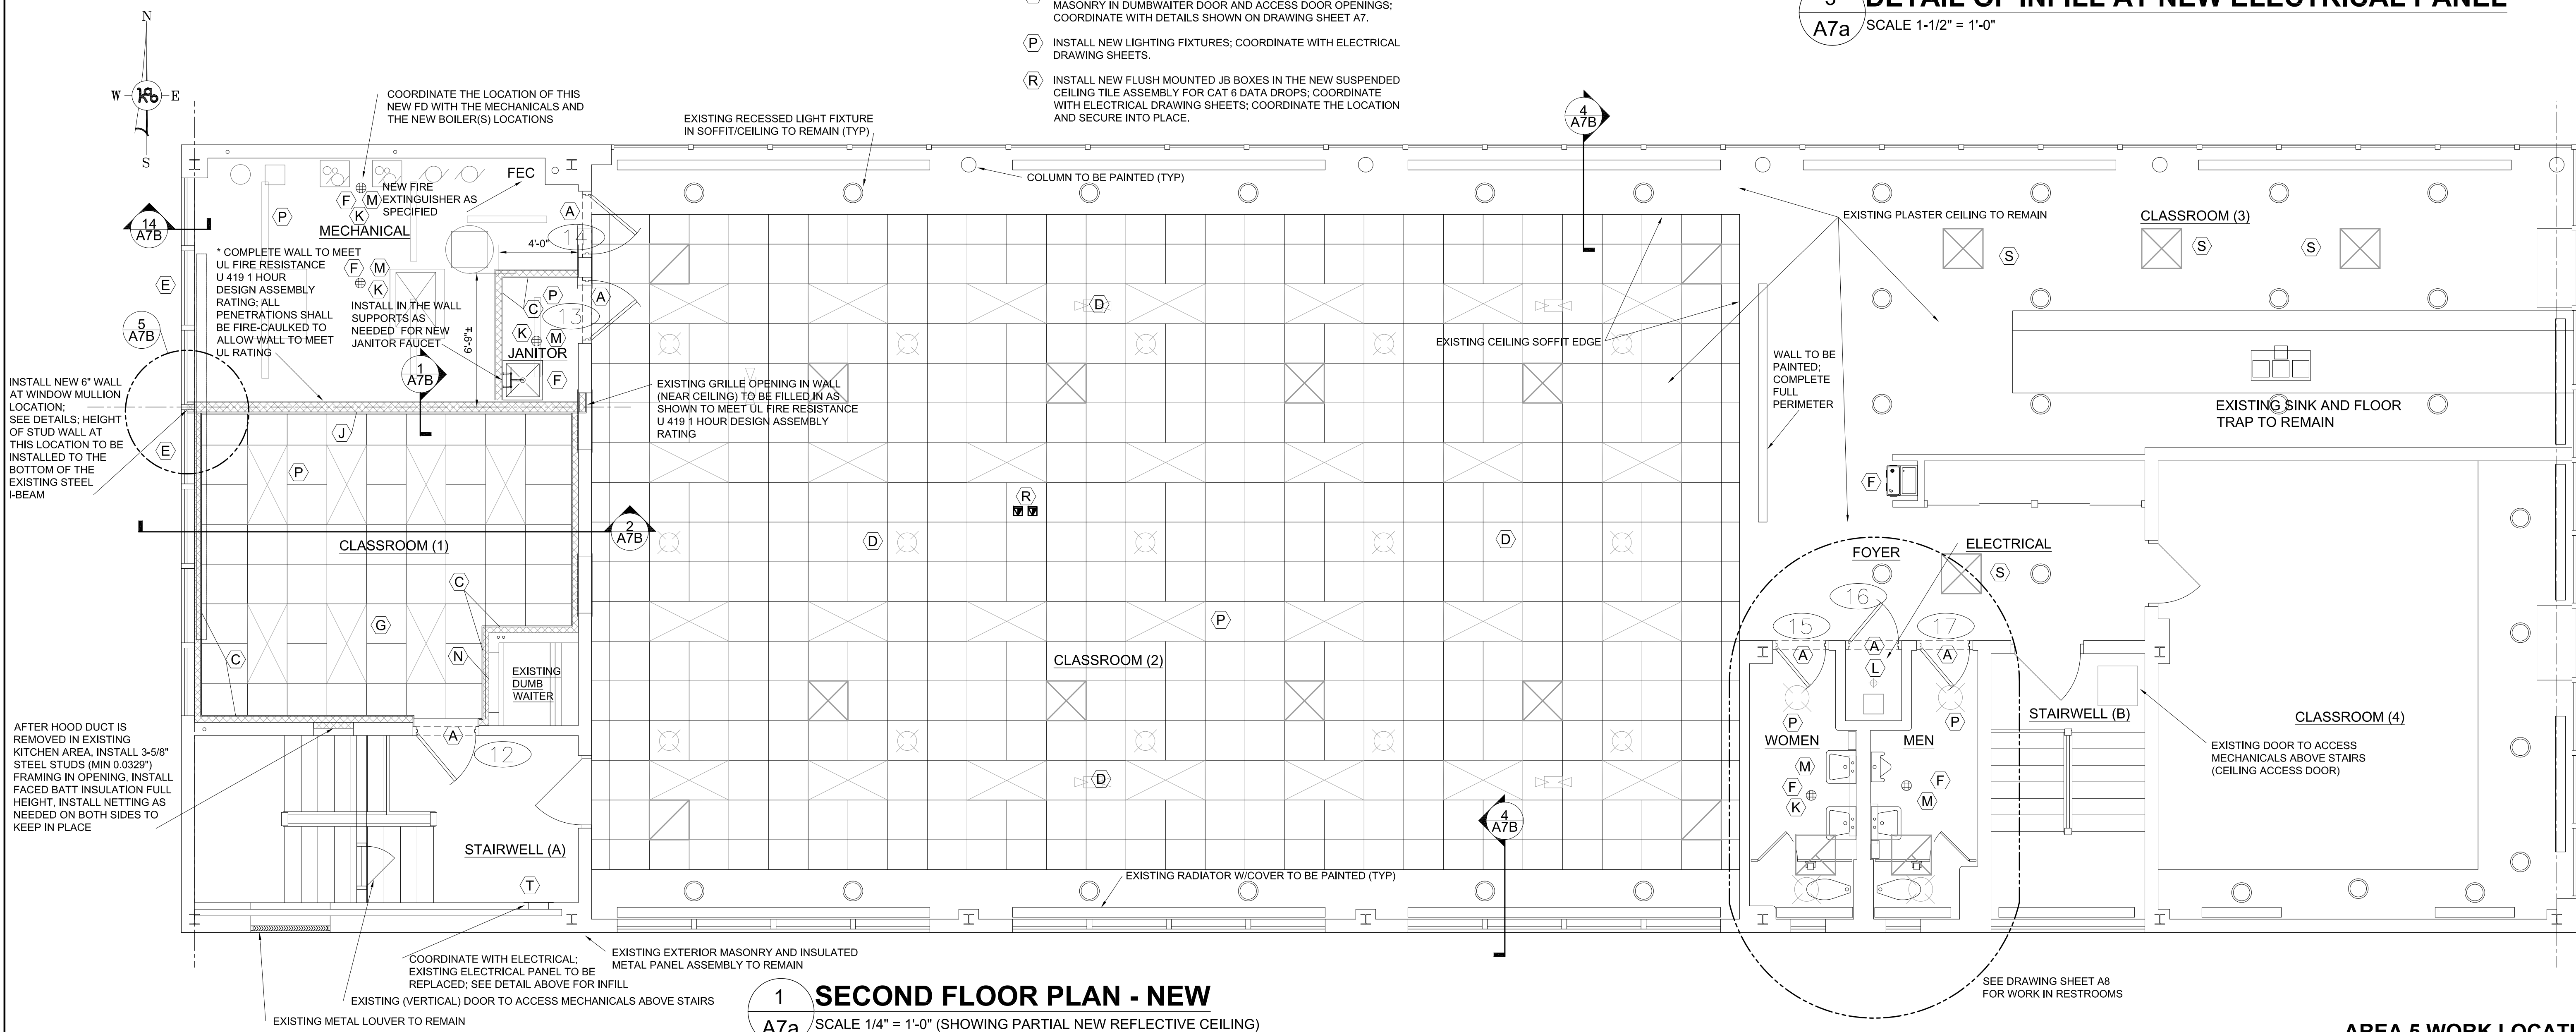 MASONRY IN DUMBWAITER DOOR AND ACCESS DOOR OPENINGS;
COORDINATE WITH DETAILS SHOWN ON DRAWING SHEET A7.
P
INSTALL NEW LIGHTING FIXTURES; COORDINATE WITH ELECTRICAL
DRAWING SHEETS.
R
INSTALL NEW FLUSH MOUNTED JB BOXES IN THE NEW SUSPENDED
CEILING TILE ASSEMBLY FOR CAT 6 DATA DROPS; COORDINATE
WITH ELECTRICAL DRAWING SHEETS; COORDINATE THE LOCATION
AND SECURE INTO PLACE.
DETAIL OF INFILL AT NEW ELECTRICAL PANEL
A7a
SCALE 1-1/2" = 1'-0"
N
W
E
S
COORDINATE THE LOCATION OF THIS
NEW FD WITH THE MECHANICALS AND
THE NEW BOILER(S) LOCATIONS
EXISTING RECESSED LIGHT FIXTURE
IN SOFFIT/CEILING TO REMAIN (TYP)
4
A7B
COLUMN TO BE PAINTED (TYP)
FEC
NEW FIRE
EXTINGUISHER AS
SPECIFIED
F
M
K
P
A
MECHANICAL
14
A7B
14
4'-0"
* COMPLETE WALL TO MEET
UL FIRE RESISTANCE
U 419 1 HOUR
DESIGN ASSEMBLY
RATING; ALL
PENETRATIONS SHALL
BE FIRE-CAULKED TO
ALLOW WALL TO MEET
UL RATING
F
M
K
E
INSTALL IN THE WALL
SUPPORTS AS
NEEDED FOR NEW
JANITOR FAUCET
6'-9"±
C
P
A
13
K
M
JANITOR
F
5
A7B
1
A7B
INSTALL NEW 6" WALL
AT WINDOW MULLION
LOCATION;
SEE DETAILS; HEIGHT
OF STUD WALL AT
THIS LOCATION TO BE
INSTALLED TO THE
BOTTOM OF THE
EXISTING STEEL
I-BEAM
EXISTING GRILLE OPENING IN WALL
(NEAR CEILING) TO BE FILLED IN AS
SHOWN TO MEET UL FIRE RESISTANCE
U 419 1 HOUR DESIGN ASSEMBLY
RATING
E
J
P
CLASSROOM (1)
2
A7B
C
G
N
C
EXISTING
DUMB
WAITER
A
12
AFTER HOOD DUCT IS
REMOVED IN EXISTING
KITCHEN AREA, INSTALL 3-5/8"
STEEL STUDS (MIN 0.0329")
FRAMING IN OPENING, INSTALL
FACED BATT INSULATION FULL
HEIGHT, INSTALL NETTING AS
NEEDED ON BOTH SIDES TO
KEEP IN PLACE
STAIRWELL (A)
T
D
EXISTING CEILING SOFFIT EDGE
R
D
D
P
CLASSROOM (2)
D
4
A7B
EXISTING RADIATOR W/COVER TO BE PAINTED (TYP)
EXISTING PLASTER CEILING TO REMAIN
CLASSROOM (3)
S
S
S
WALL TO BE
PAINTED;
COMPLETE
FULL
PERIMETER
EXISTING SINK AND FLOOR
TRAP TO REMAIN
F
FOYER
ELECTRICAL
S
15
16
17
A
A
A
L
P
P
WOMEN
MEN
M
F
K
F
M
STAIRWELL (B)
CLASSROOM (4)
EXISTING DOOR TO ACCESS
MECHANICALS ABOVE STAIRS
(CEILING ACCESS DOOR)
COORDINATE WITH ELECTRICAL;
EXISTING ELECTRICAL PANEL TO BE
REPLACED; SEE DETAIL ABOVE FOR INFILL
EXISTING EXTERIOR MASONRY AND INSULATED
METAL PANEL ASSEMBLY TO REMAIN
EXISTING (VERTICAL) DOOR TO ACCESS MECHANICALS ABOVE STAIRS
EXISTING METAL LOUVER TO REMAIN
SEE DRAWING SHEET A8
FOR WORK IN RESTROOMS
1
A7a
SECOND FLOOR PLAN - NEW
SCALE 1/4" = 1'-0" (SHOWING PARTIAL NEW REFLECTIVE CEILING)
AREA 5 WORK LOCATI